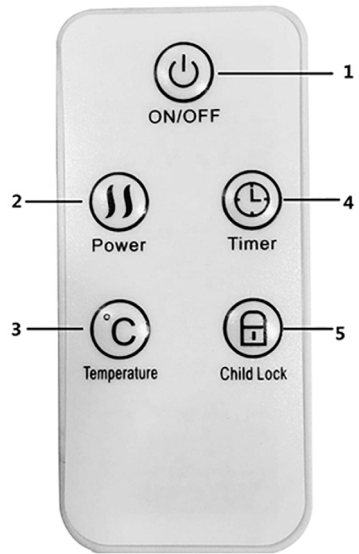 1
ON/OFF
2
4
Power
Timer
°C
3
5
Temperature
Child Lock